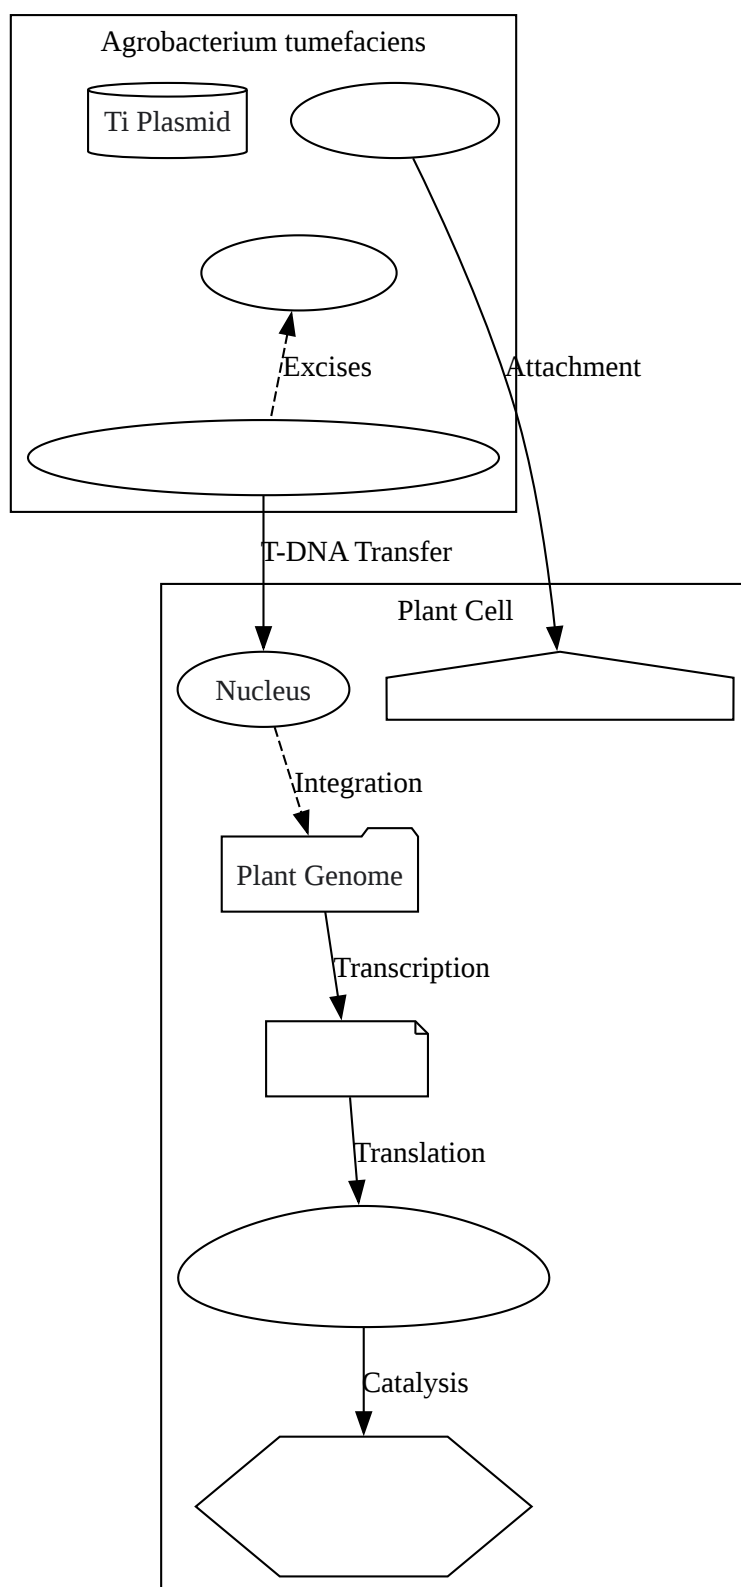 Agrobacterium tumefaciens
Ti Plasmid
Excises
Attachment
T-DNA Transfer
Plant Cell
Nucleus
Integration
Plant Genome
Transcription
Translation
Catalysis